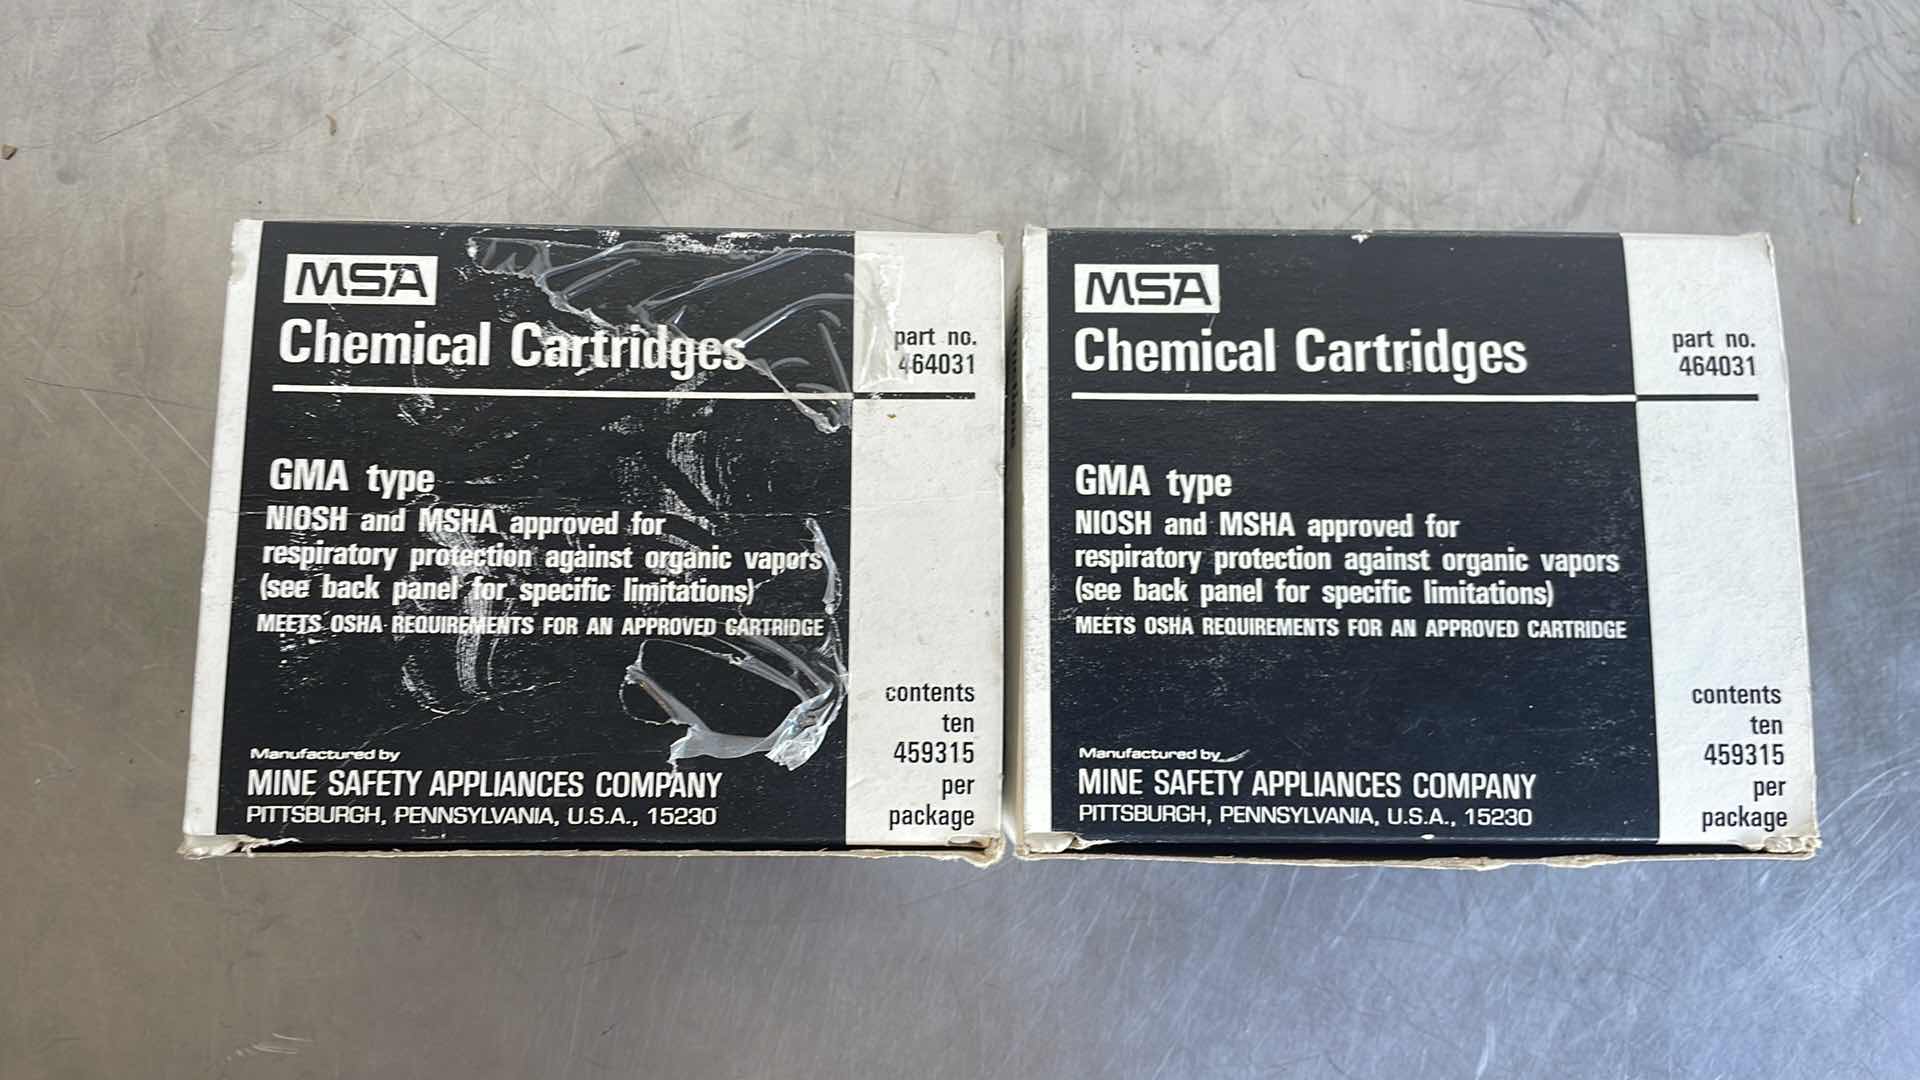 MSA
Chemical Cartridges
part no.
464031
GMA type
NIOSH and MSHA approved for
respiratory protection against organic vapors
(see back panel for specific limitations)
MEETS OSHA REQUIREMENTS FOR AN APPROVED CARTRIDGE
contents
ten
459315
per
package
Manufactured by
MINE SAFETY APPLIANCES COMPANY
PITTSBURGH, PENNSYLVANIA, U.S.A., 15230
MSA
Chemical Cartridges
part no.
464031
GMA type
NIOSH and MSHA approved for
respiratory protection against organic vapors
(see back panel for specific limitations)
MEETS OSHA REQUIREMENTS FOR AN APPROVED CARTRIDGE
contents
ten
459315
per
package
Manufactured by
MINE SAFETY APPLIANCES COMPANY
PITTSBURGH, PENNSYLVANIA, U.S.A., 15230